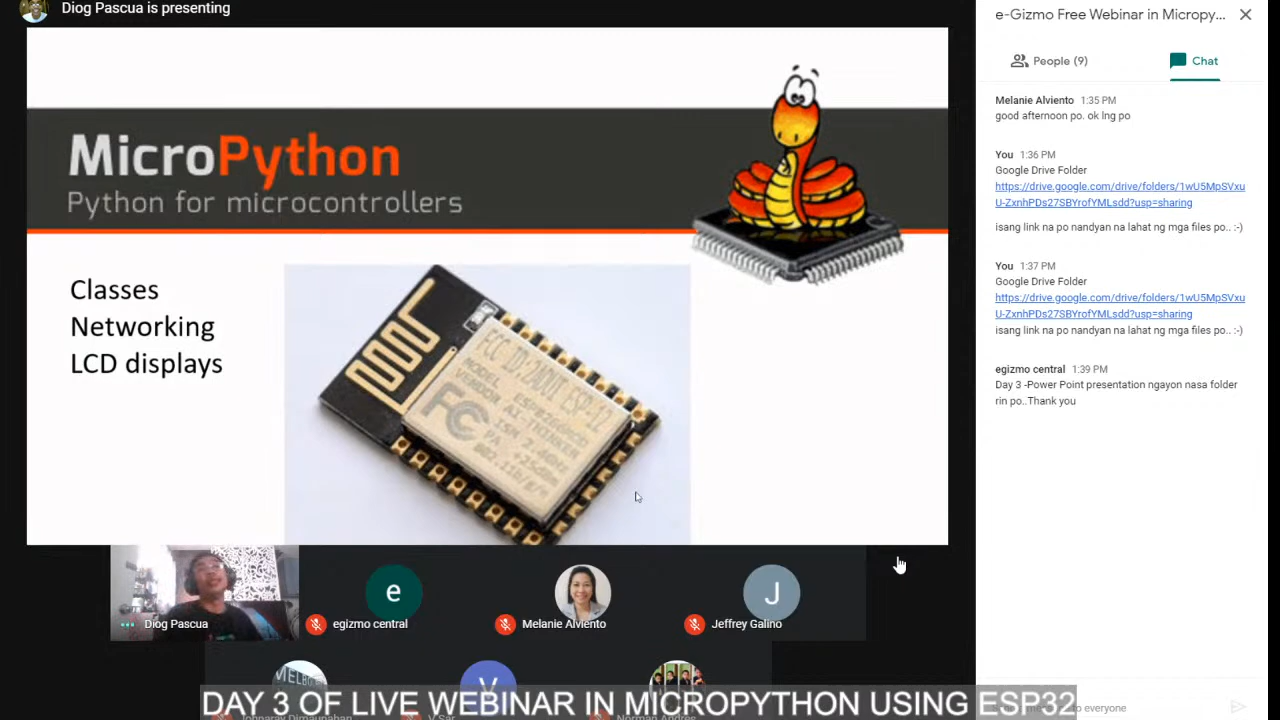 Diog Pascua is presenting
MicroPython
Python for microcontrollers
Classes
Networking
LCD displays
FC
Diog Pascua
e
egizmo central
Melanie Alviento
J
Jeffrey Galino
V
DAY 3 OF LIVE WEBINAR IN MICROPYTHON USING ESP32
e-Gizmo Free Webinar in Micropy...
People (9)
Chat
Melanie Alviento 1:35 PM
good afternoon po. ok lng po
You 1:36 PM
Google Drive Folder
https://drive.google.com/drive/folders/1wU5MpSVxu
U-ZxnhPDs27SBYrofYMLsdd?usp=sharing
isang link na po nandyan na lahat ng mga files po.. :-)
You 1:37 PM
Google Drive Folder
https://drive.google.com/drive/folders/1wU5MpSVxu
U-ZxnhPDs27SBYrofYMLsdd?usp=sharing
isang link na po nandyan na lahat ng mga files po.. :-)
egizmo central 1:39 PM
Day 3 -Power Point presentation ngayon nasa folder
rin po..Thank you
to everyone